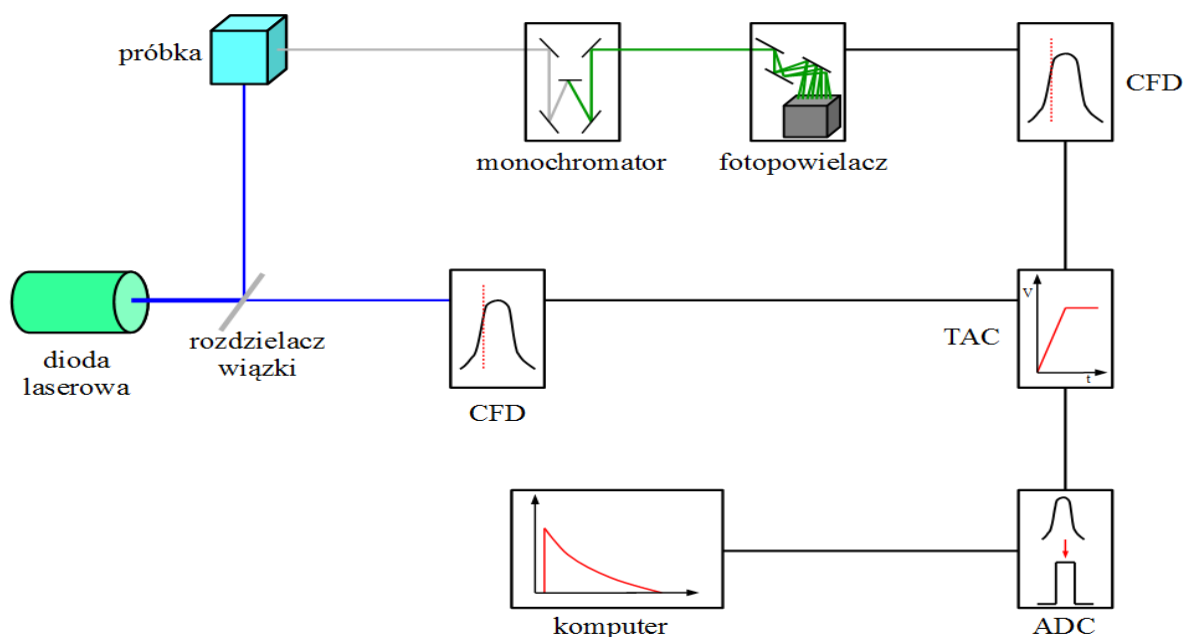 próbka
monochromator
fotopowielacz
CFD
dioda
laserowa
rozdzielacz
wiązki
CFD
TAC
V
t
komputer
ADC